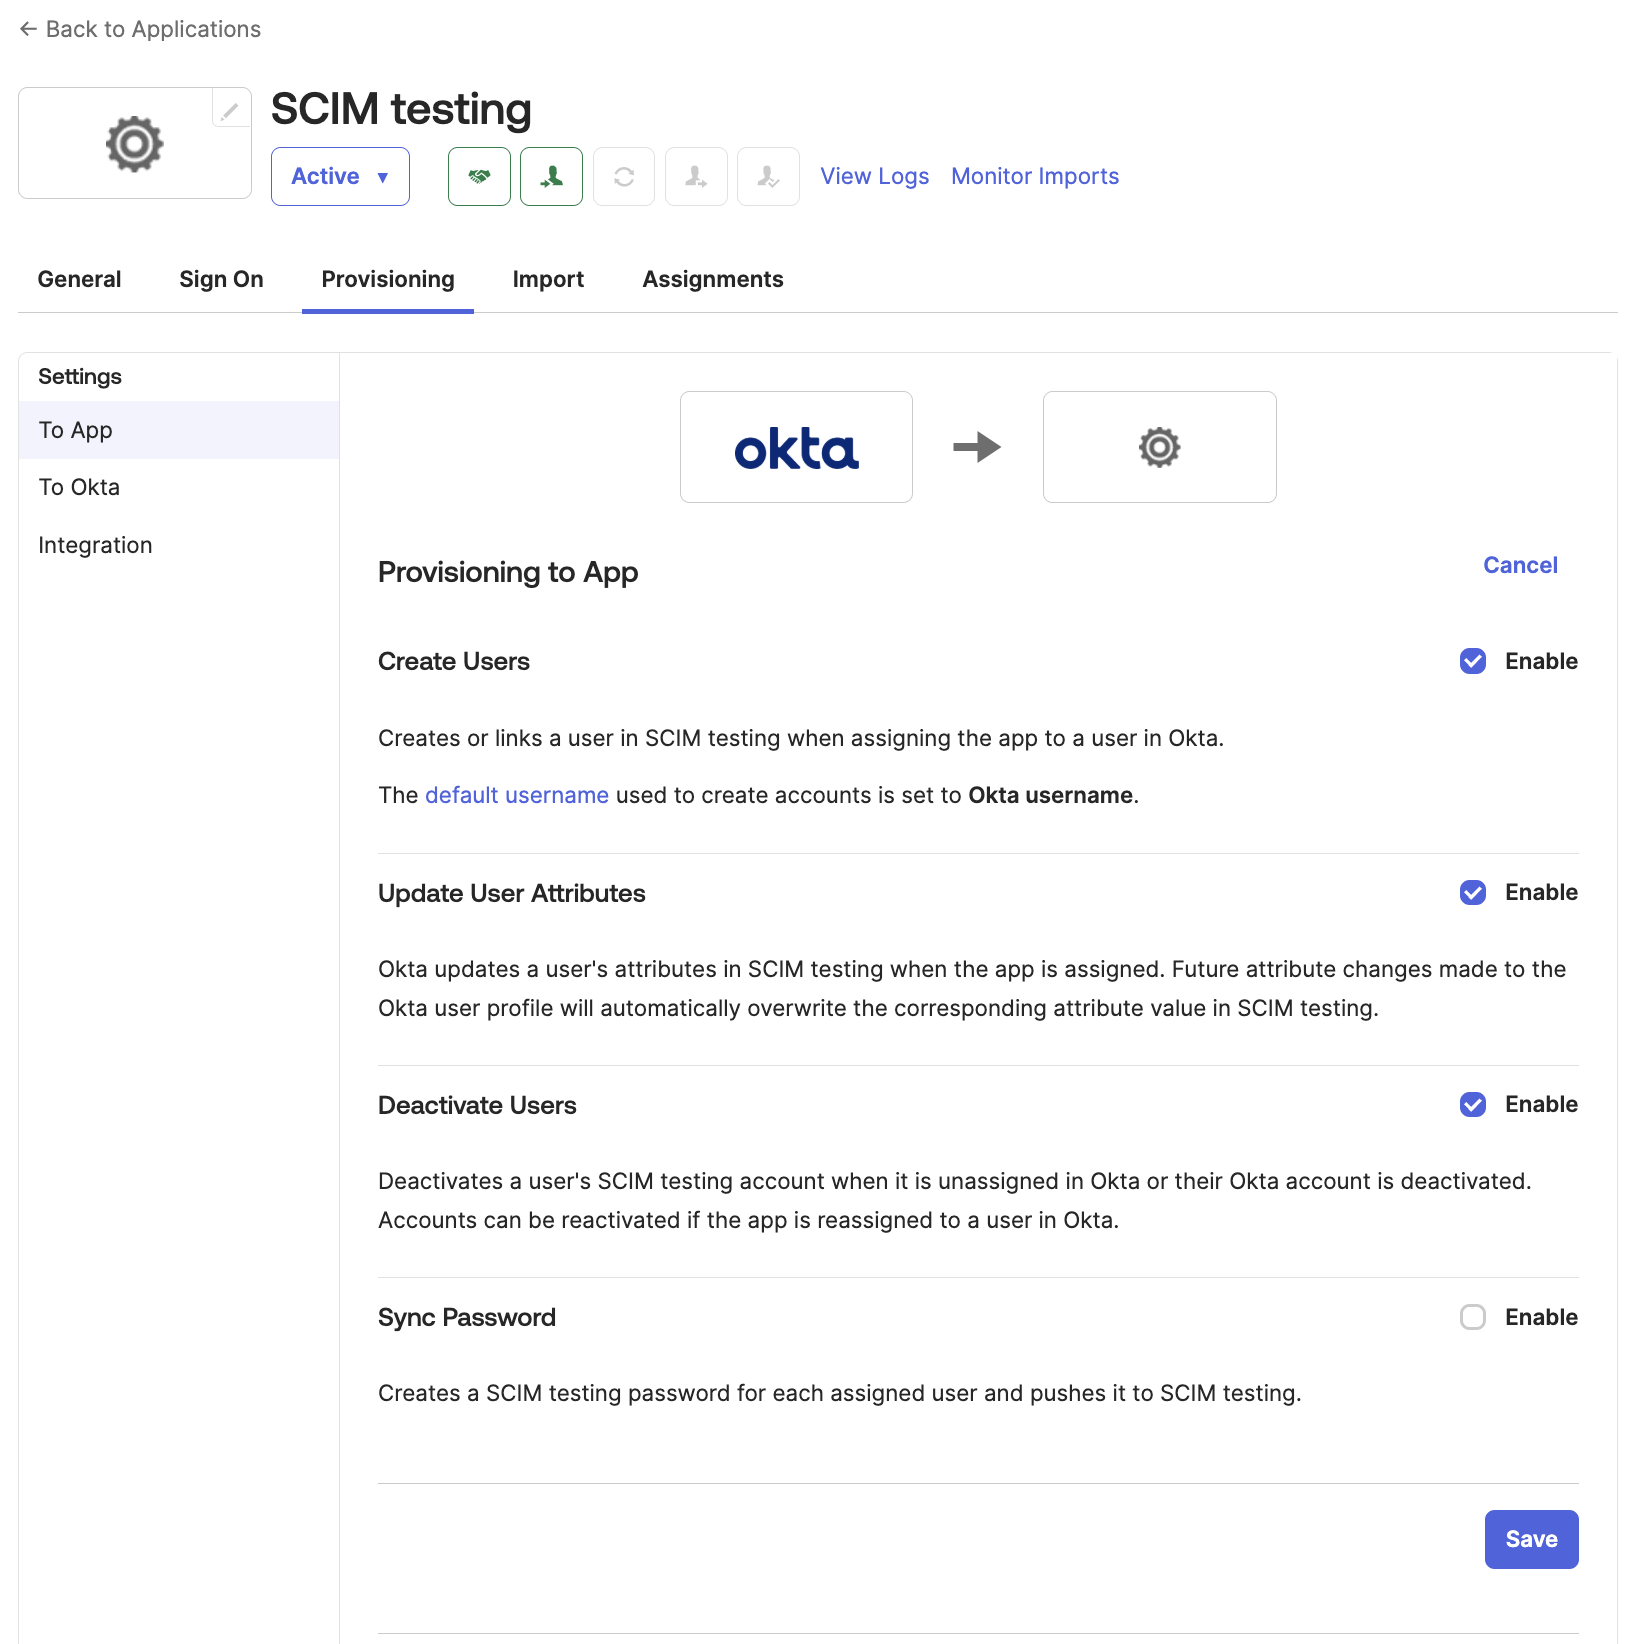 ← Back to Applications
SCIM testing
Active ▼
View Logs
Monitor Imports
General
Sign On
Provisioning
Import
Assignments
Settings
To App
To Okta
Integration
okta
Provisioning to App
Cancel
Create Users
Enable
Creates or links a user in SCIM testing when assigning the app to a user in Okta.
The default username used to create accounts is set to Okta username.
Update User Attributes
Enable
Okta updates a user's attributes in SCIM testing when the app is assigned. Future attribute changes made to the
Okta user profile will automatically overwrite the corresponding attribute value in SCIM testing.
Deactivate Users
Enable
Deactivates a user's SCIM testing account when it is unassigned in Okta or their Okta account is deactivated.
Accounts can be reactivated if the app is reassigned to a user in Okta.
Sync Password
Enable
Creates a SCIM testing password for each assigned user and pushes it to SCIM testing.
Save